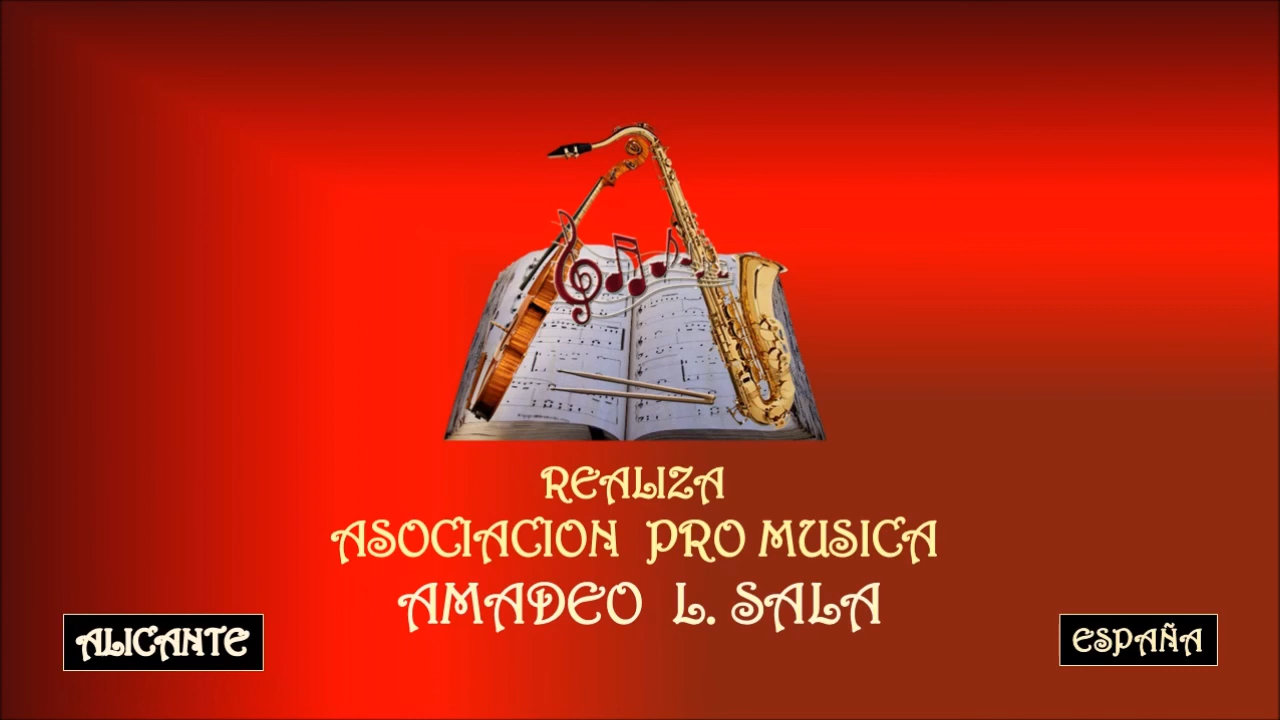 REALIZA
ASOCIACION PRO MUSICA
AMADEO L. SALA
ALICANTE
ESPAÑA